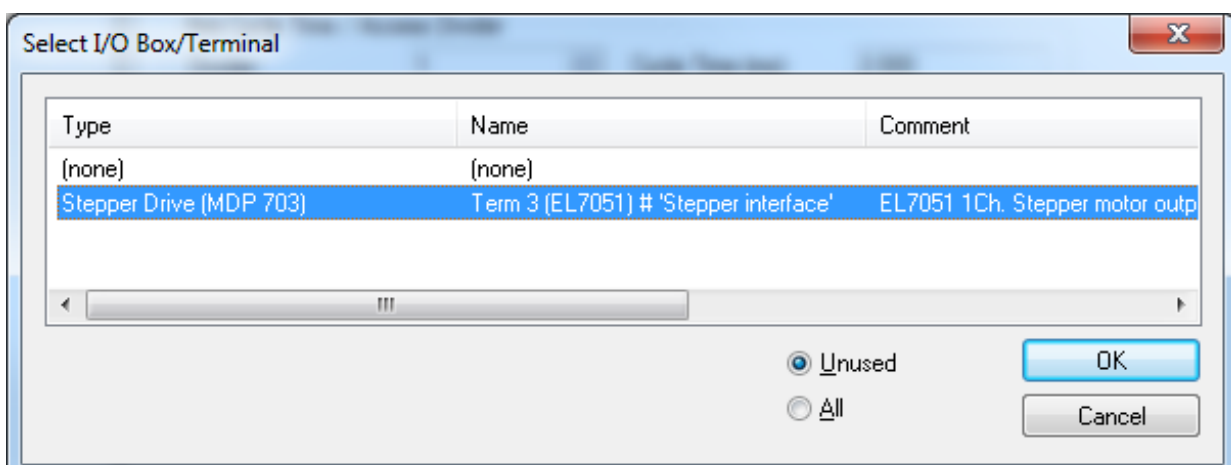 Select I/O Box/Terminal
Type Name Comment
(none) (none)
Stepper Drive (MDP 703) Term 3 (EL7051) # 'Stepper interface' EL7051 1Ch. Stepper motor outp
Unused
OK
All
Cancel